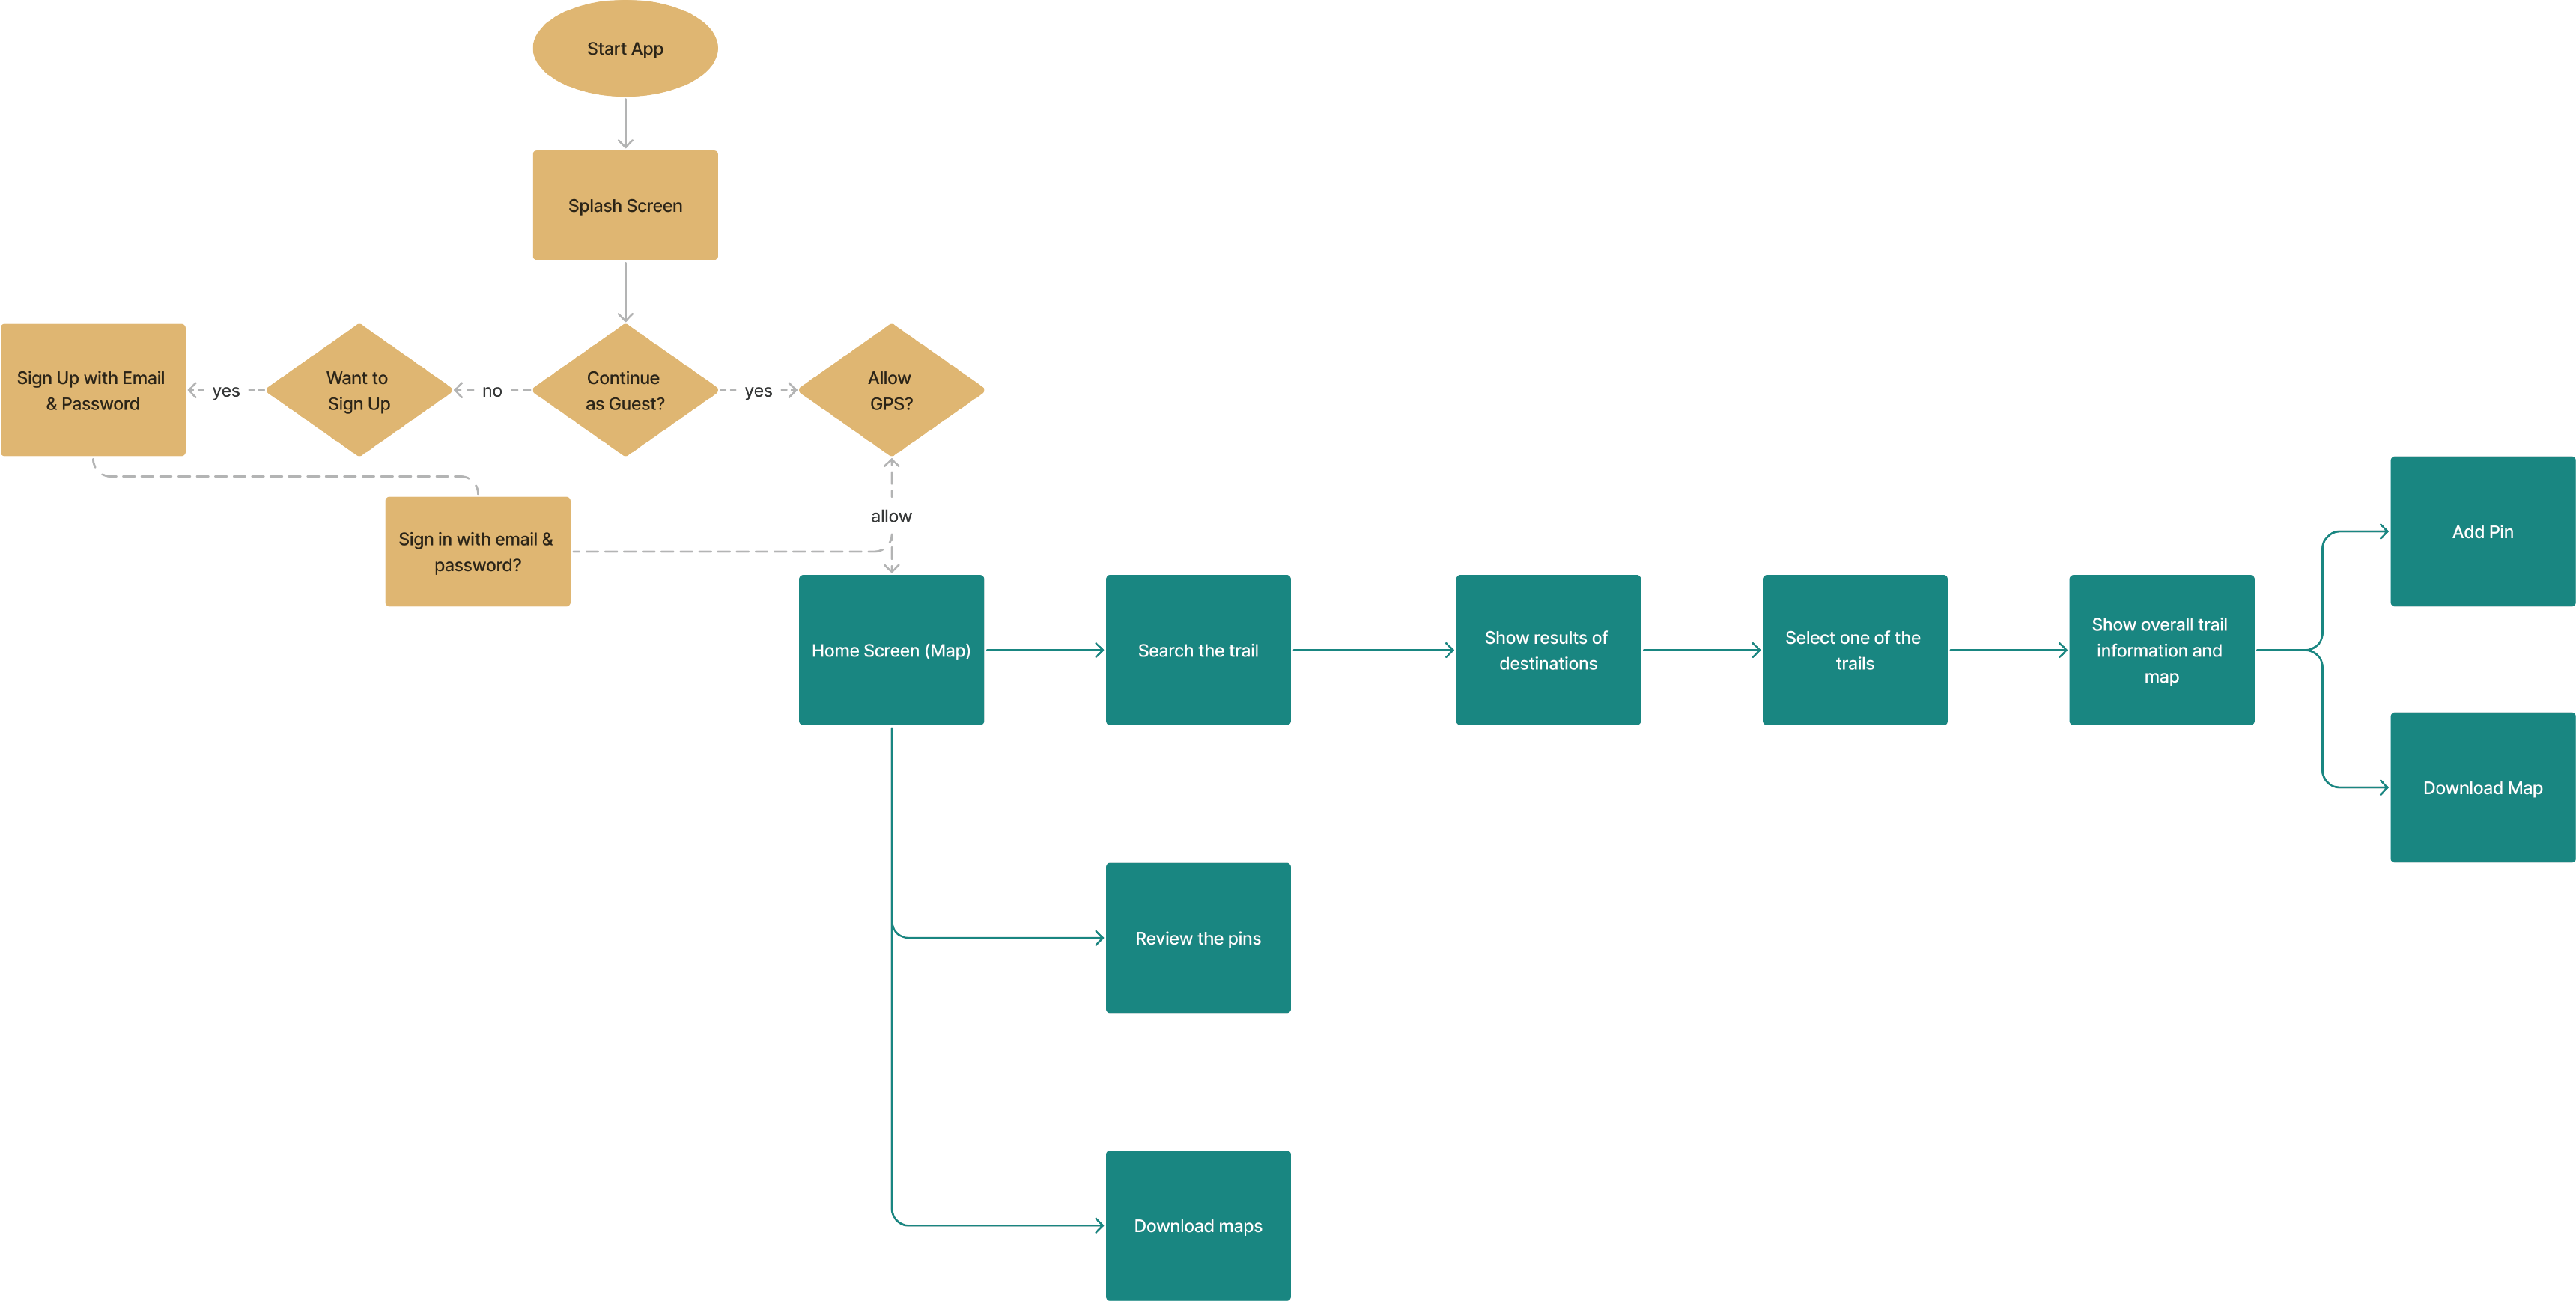 Start App
Splash Screen
Sign Up with Email
& Password
yes
Want to
Sign Up
no
Continue
as Guest?
yes
Allow
GPS?
allow
Sign in with email &
password?
Home Screen (Map)
Search the trail
Show results of
destinations
Select one of the
trails
Show overall trail
information and
map
Add Pin
Download Map
Review the pins
Download maps